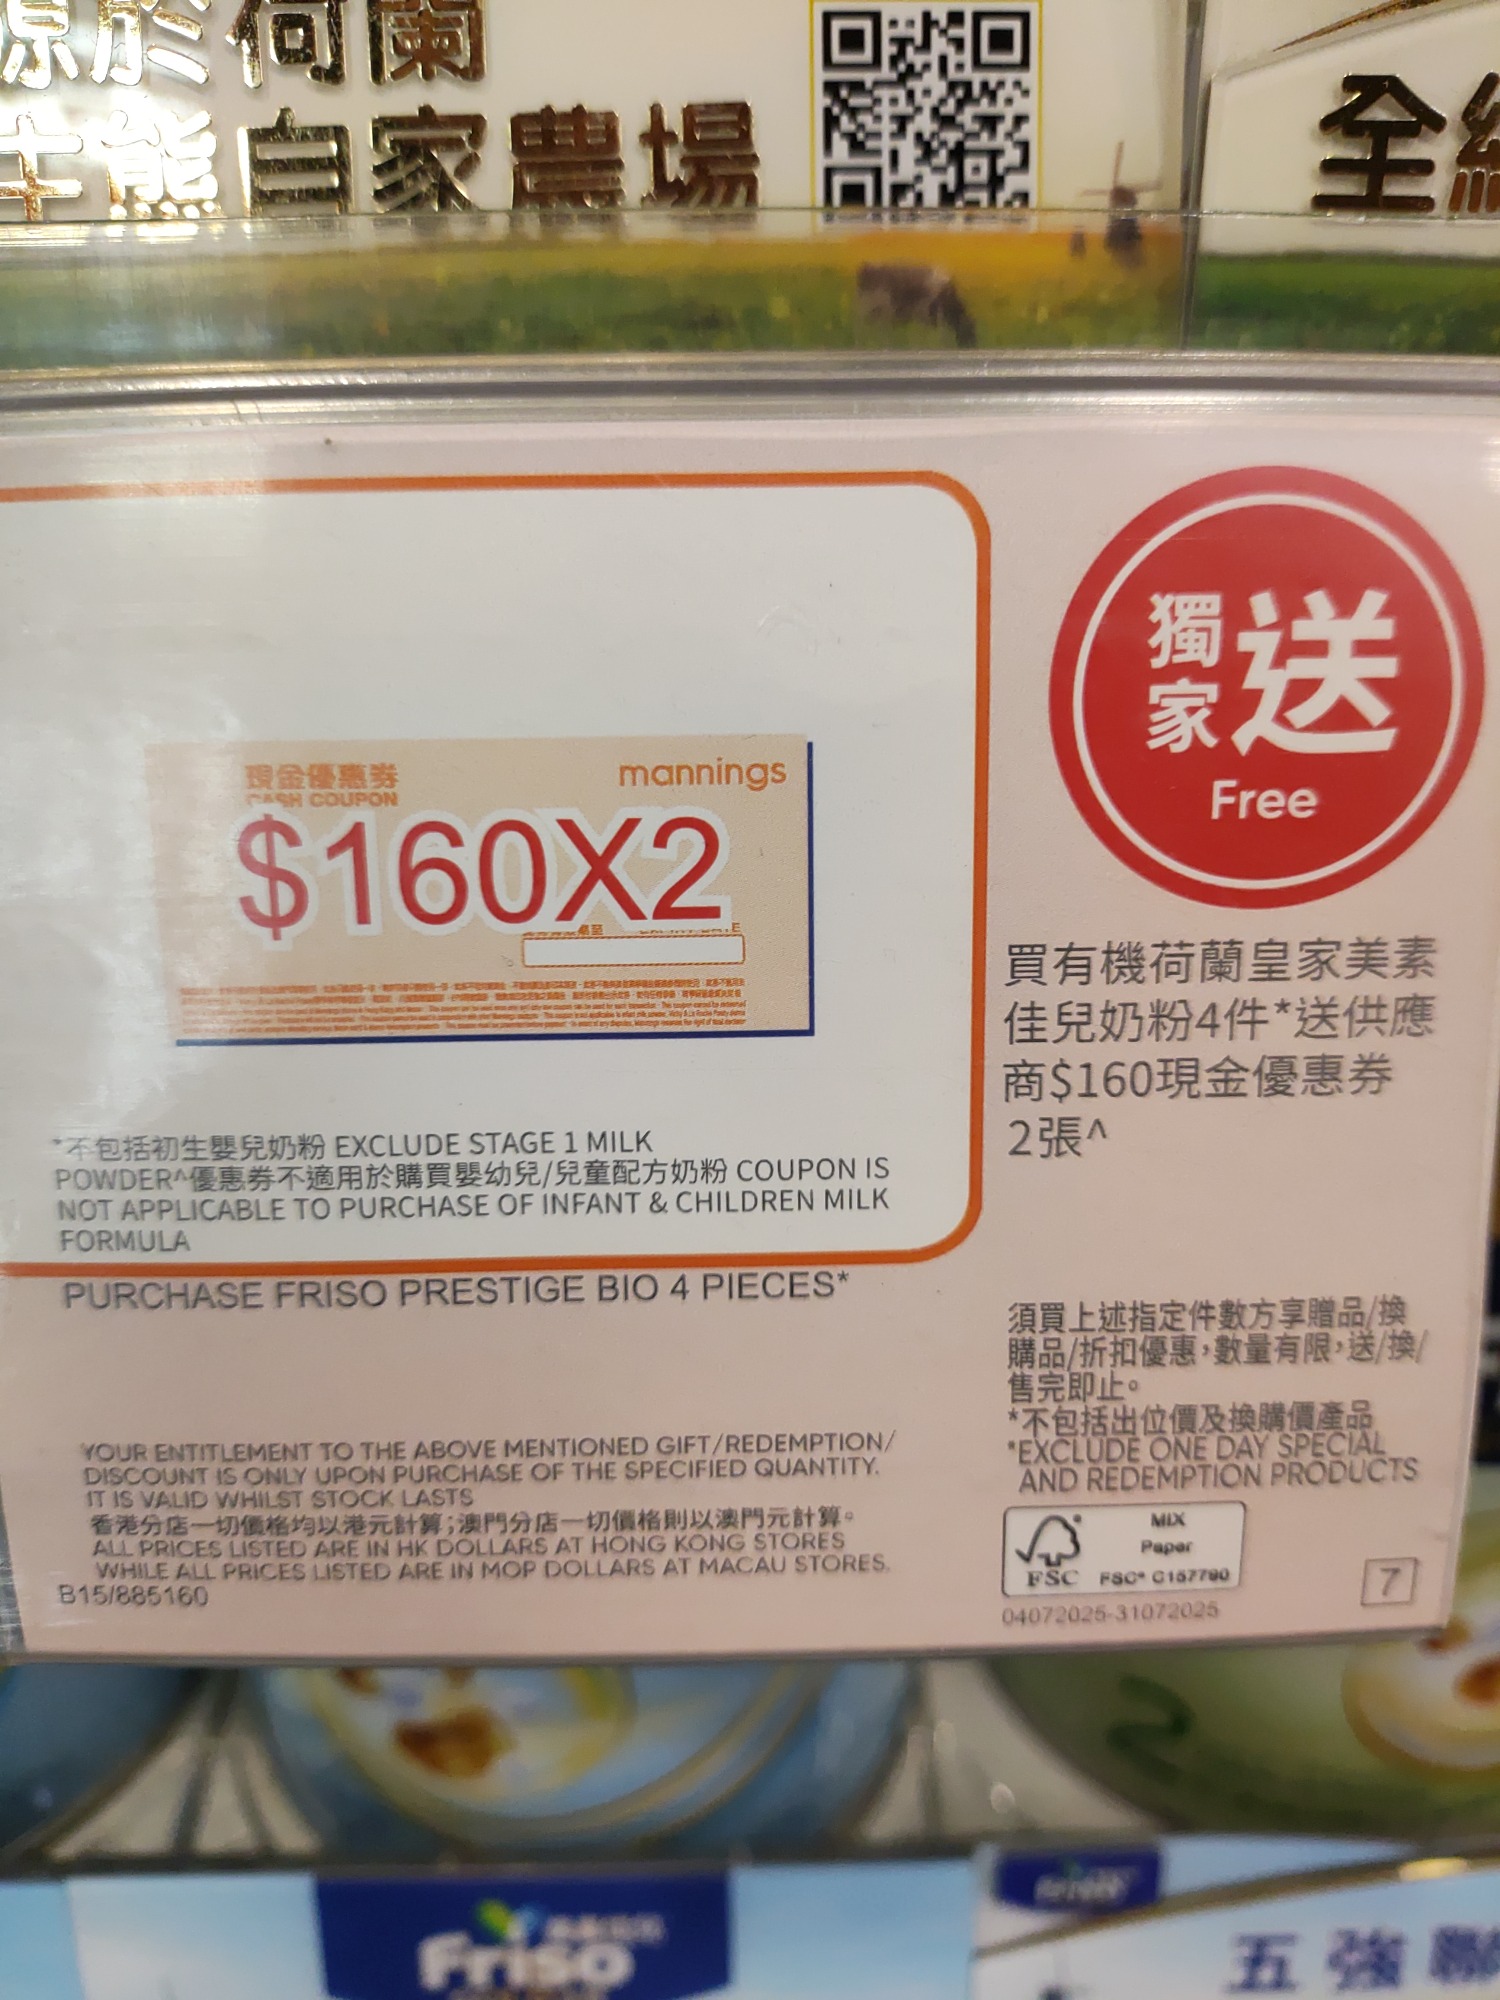 源於荷蘭
牛熊自家農場
全
獨家送
Free
現金優惠券
CASH COUPON
mannings
$160X2
買有機荷蘭皇家美素
佳兒奶粉4件*送供應
商$160現金優惠券
2張^
*不包括初生嬰兒奶粉 EXCLUDE STAGE 1 MILK
POWDER^優惠券不適用於購買嬰幼兒/兒童配方奶粉 COUPON IS
NOT APPLICABLE TO PURCHASE OF INFANT & CHILDREN MILK
FORMULA
PURCHASE FRISO PRESTIGE BIO 4 PIECES*
須買上述指定件數方享贈品/換
購品/折扣優惠，數量有限，送/換/
售完即止。
*不包括出位價及換購價產品
*EXCLUDE ONE DAY SPECIAL
AND REDEMPTION PRODUCTS
YOUR ENTITLEMENT TO THE ABOVE MENTIONED GIFT/REDEMPTION/
DISCOUNT IS ONLY UPON PURCHASE OF THE SPECIFIED QUANTITY.
IT IS VALID WHILST STOCK LASTS
香港分店一切價格均以港元計算；澳門分店一切價格則以澳門元計算。
ALL PRICES LISTED ARE IN HK DOLLARS AT HONG KONG STORES
WHILE ALL PRICES LISTED ARE IN MOP DOLLARS AT MACAU STORES.
B15/885160
MIX
Paper
FSC
FSC® C157790
04072025-31072025
7
2
Friso
五強聯